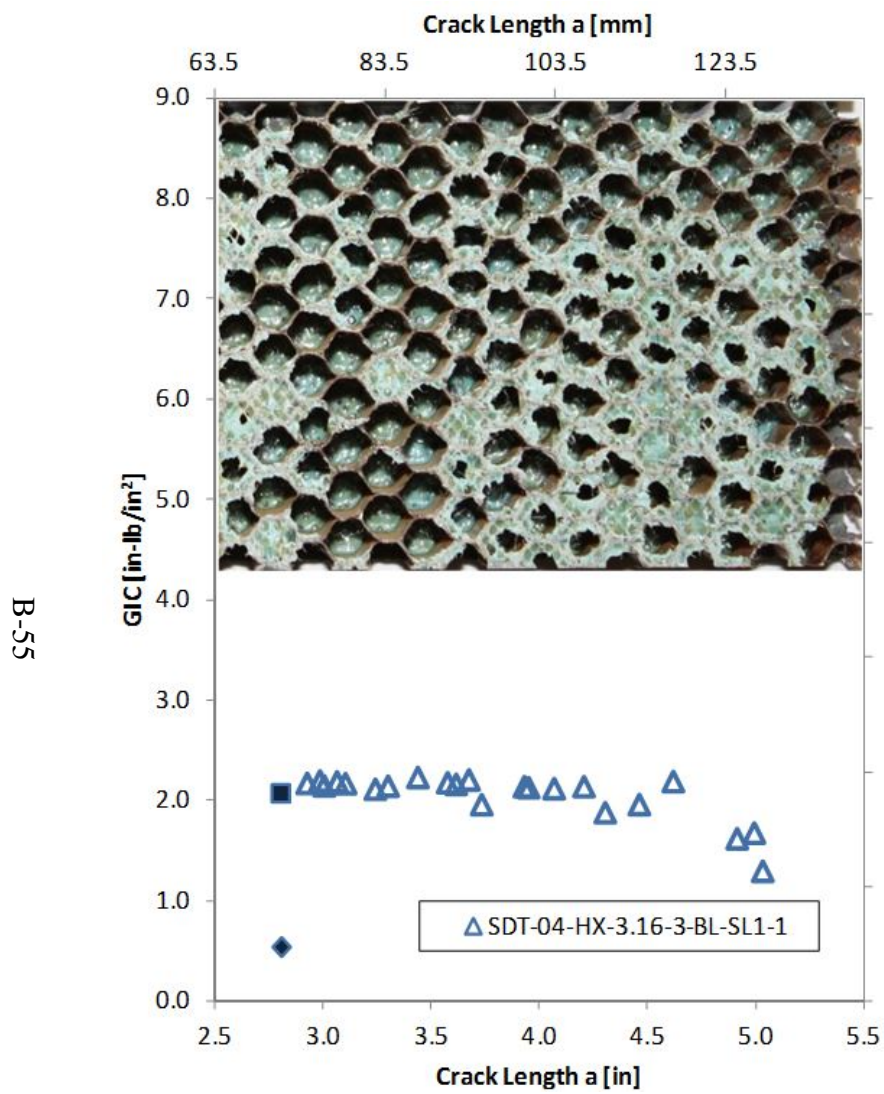 Crack Length a [mm]
63.5 83.5 103.5 123.5
9.0
8.0
7.0
6.0
5.0
4.0
3.0
2.0
1.0
0.0
GIC [in-lb/in²]
B-55
SDT-04-HX-3.16-3-BL-SL1-1
2.5 3.0 3.5 4.0 4.5 5.0 5.5
Crack Length a [in]